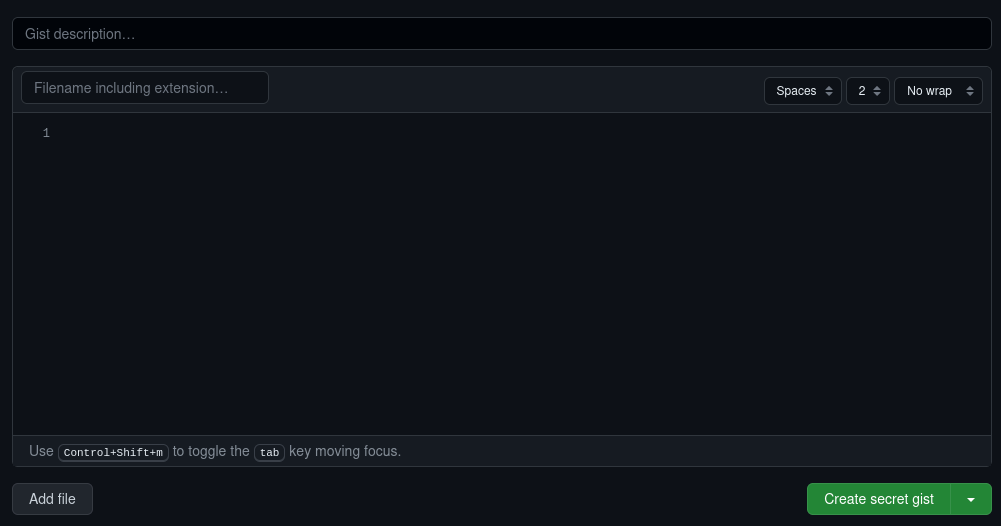 Gist description…
Filename including extension…
Spaces 2 No wrap
1
Use Control+Shift+m to toggle the tab key moving focus.
Add file Create secret gist